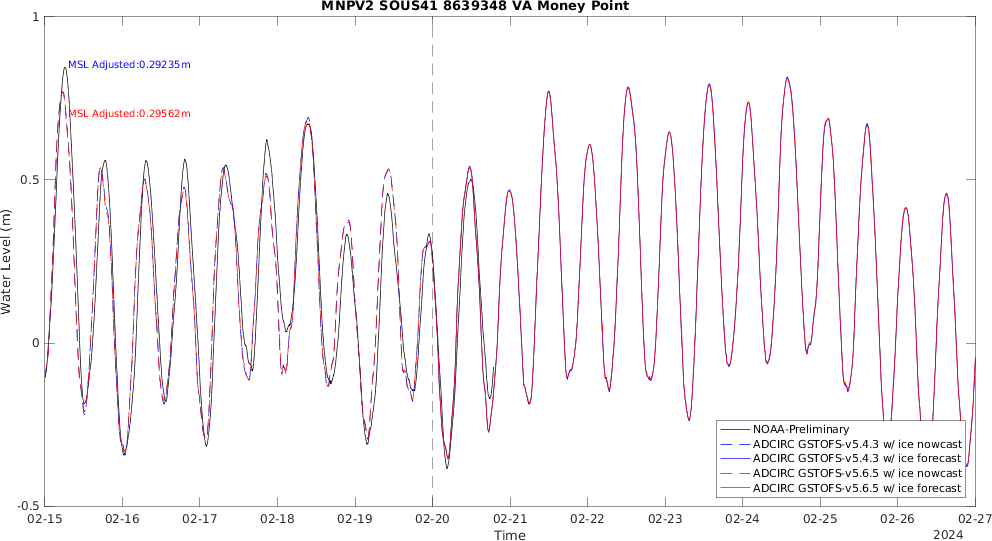 MNPV2 SOUS41 8639348 VA Money Point
1
MSL Adjusted:0.29235m
MSL Adjusted:0.29562m
0.5
Water Level (m)
0
NOAA-Preliminary
ADCIRC GSTOFS-v5.4.3 w/ ice nowcast
ADCIRC GSTOFS-v5.4.3 w/ ice forecast
ADCIRC GSTOFS-v5.6.5 w/ ice nowcast
ADCIRC GSTOFS-v5.6.5 w/ ice forecast
-0.5
02-15 02-16 02-17 02-18 02-19 02-20 02-21 02-22 02-23 02-24 02-25 02-26 02-27
Time
2024